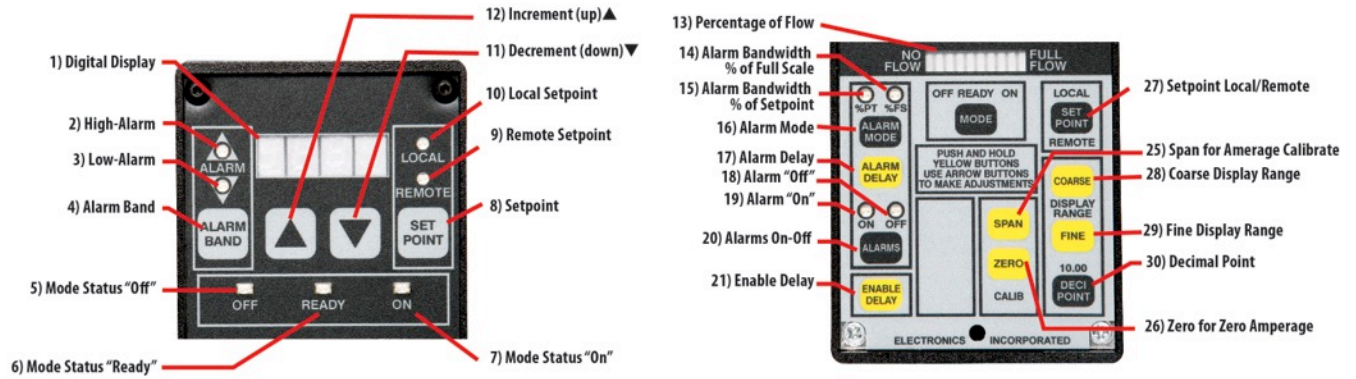 12) Increment (up)▲
11) Decrement (down)▼
1) Digital Display
10) Local Setpoint
2) High-Alarm
9) Remote Setpoint
3) Low-Alarm
4) Alarm Band
8) Setpoint
5) Mode Status "Off"
6) Mode Status "Ready"
7) Mode Status "On"
ALARM
LOCAL
REMOTE
ALARM
BAND
SET
POINT
OFF READY ON
13) Percentage of Flow
14) Alarm Bandwidth
% of Full Scale
15) Alarm Bandwidth
% of Setpoint
16) Alarm Mode
17) Alarm Delay
18) Alarm "Off"
19) Alarm "On"
20) Alarms On-Off
21) Enable Delay
NO
FLOW
FULL
FLOW
%PT %FS
ALARM
MODE
ALARM
DELAY
ON OFF
ALARMS
ENABLE
DELAY
OFF READY ON
MODE
PUSH AND HOLD
YELLOW BUTTONS
USE ARROW BUTTONS
TO MAKE ADJUSTMENTS
SPAN
ZERO
CALIB
LOCAL
SET
POINT
REMOTE
COARSE
DISPLAY
RANGE
FINE
10.00
DECI
POINT
ELECTRONICS INCORPORATED
27) Setpoint Local/Remote
25) Span for Amerage Calibrate
28) Coarse Display Range
29) Fine Display Range
30) Decimal Point
26) Zero for Zero Amperage